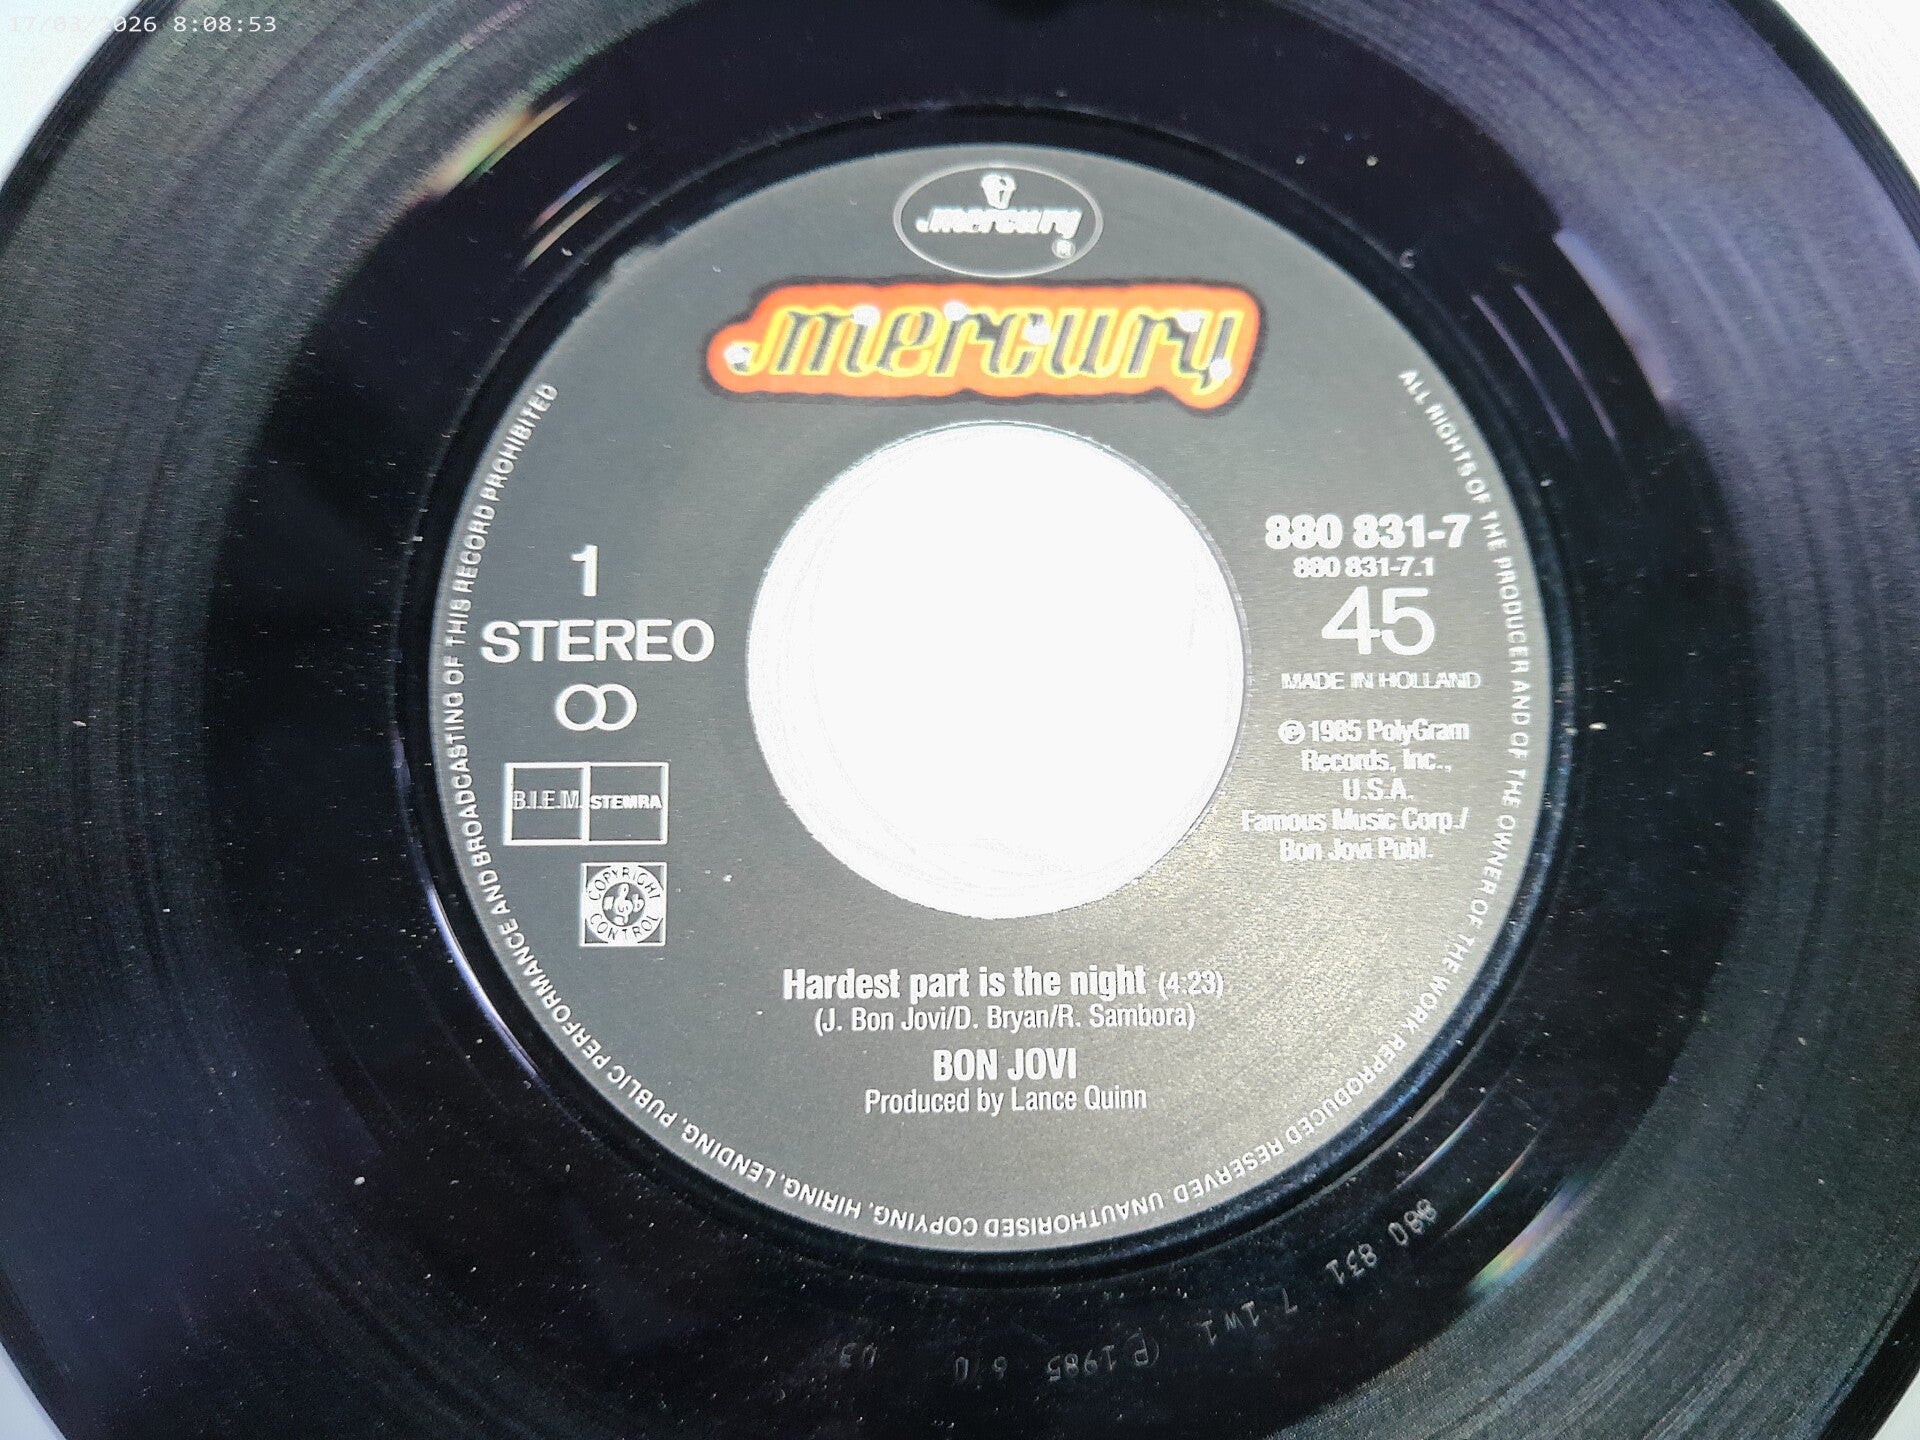 17/03/2026 8:08:53
mercury
®
mercury
1
STEREO
B.I.E.M. STEMRA
COPYRIGHT
CONTROL
880 831-7
880 831-7.1
45
MADE IN HOLLAND
℗ 1985 PolyGram
Records, Inc.,
U.S.A.
Famous Music Corp./
Bon Jovi Publ.
Hardest part is the night (4:23)
(J. Bon Jovi/D. Bryan/R. Sambora)
BON JOVI
Produced by Lance Quinn
ALL RIGHTS OF THE PRODUCER AND OF THE OWNER OF THE WORK REPRODUCED RESERVED UNAUTHORISED COPYING, HIRING, LENDING, PUBLIC PERFORMANCE AND BROADCASTING OF THIS RECORD PROHIBITED
880 831 7 1W1 (P 1985 670 03